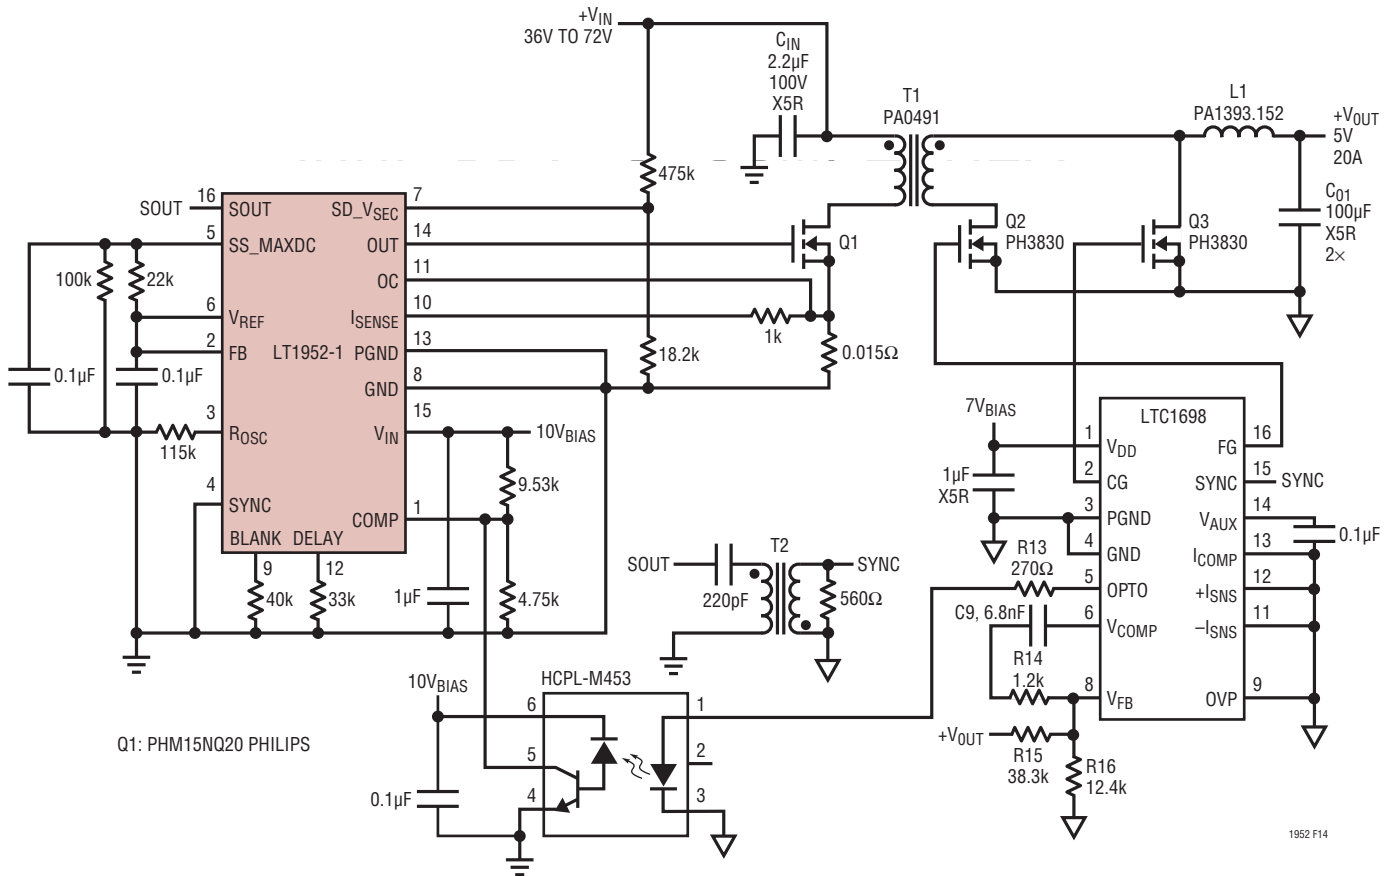 +VIN
36V TO 72V
CIN
2.2µF
100V
X5R
T1
PA0491
L1
PA1393.152
+VOUT
5V
20A
CO1
100µF
X5R
2×
475k
Q1
Q2
PH3830
Q3
PH3830
SOUT
16
SOUT
SD_VSEC
7
5
SS_MAXDC
OUT
14
100k
22k
OC
11
6
VREF
ISENSE
10
1k
2
FB
LT1952-1
PGND
13
18.2k
0.015Ω
0.1µF
0.1µF
GND
8
3
ROSC
115k
VIN
15
10VBIAS
9.53k
4
SYNC
COMP
1
BLANK
DELAY
9
12
40k
33k
1µF
4.75k
7VBIAS
1µF
X5R
LTC1698
1
VDD
FG
16
2
CG
SYNC
15
SYNC
3
PGND
VAUX
14
0.1µF
4
GND
ICOMP
13
R13
270Ω
5
OPTO
+ISNS
12
C9, 6.8nF
6
VCOMP
–ISNS
11
R14
1.2k
8
VFB
OVP
9
+VOUT
R15
38.3k
R16
12.4k
SOUT
220pF
T2
SYNC
560Ω
HCPL-M453
10VBIAS
6
1
5
2
4
3
0.1µF
Q1: PHM15NQ20 PHILIPS
1952 F14